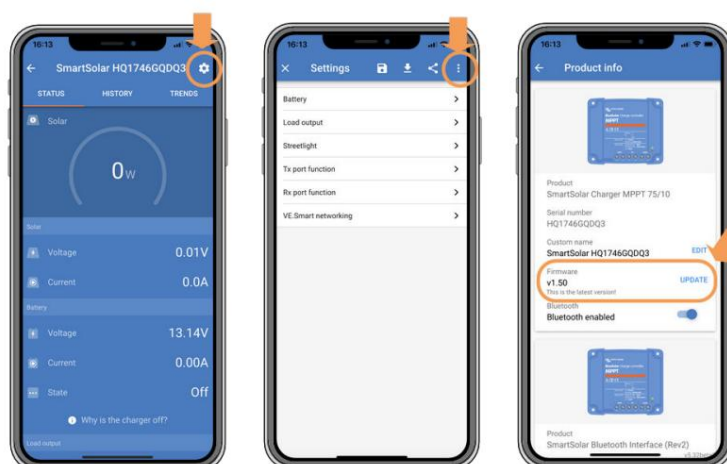 16:13
SmartSolar HQ1746GQDQ3
STATUS HISTORY TRENDS
Solar
0W
Solar
Voltage 0.01V
Current 0.0A
Battery
Voltage 13.14V
Current 0.00A
State Off
Why is the charger off?
Load output
16:13
Settings
Battery
Load output
Streetlight
Tx port function
Rx port function
VE.Smart networking
16:13
Product info
MPPT
Product
SmartSolar Charger MPPT 75/10
Serial number
HQ1746GQDQ3
Custom name
SmartSolar HQ1746GQDQ3 EDIT
Firmware
v1.50 UPDATE
This is the latest version!
Bluetooth
Bluetooth enabled
MPPT
Product
SmartSolar Bluetooth Interface (Rev2)